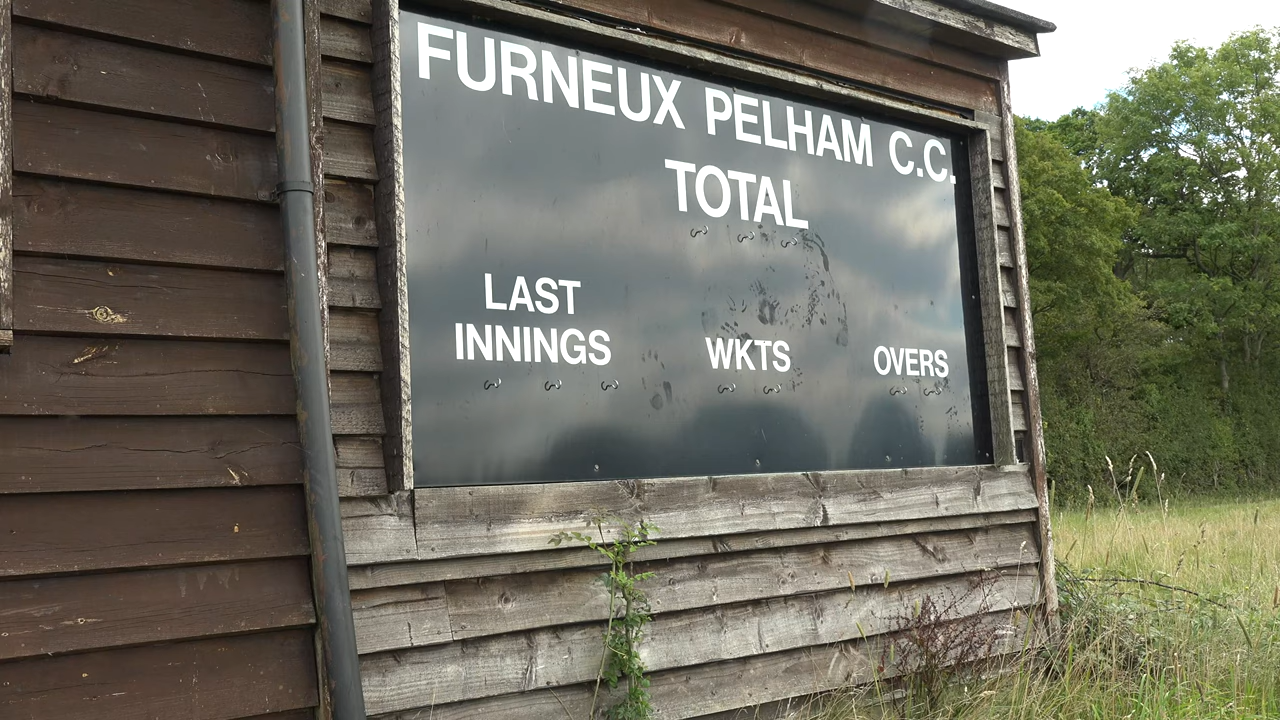 FURNEUX PELHAM C.C.
TOTAL
LAST
INNINGS
WKTS
OVERS